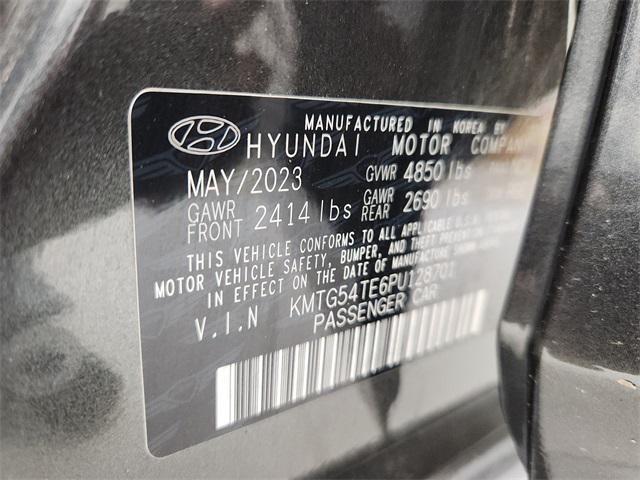 MANUFACTURED IN KOREA BY
HYUNDAI MOTOR COMPANY
MAY/2023 GVWR 4850 lbs
GAWR FRONT 2414 lbs GAWR REAR 2690 lbs
THIS VEHICLE CONFORMS TO ALL APPLICABLE U.S.A. FEDERAL
MOTOR VEHICLE SAFETY, BUMPER, AND THEFT PREVENTION
IN EFFECT ON THE DATE OF MANUFACTURE
V.I.N KMTG54TE6PU128701
PASSENGER CAR